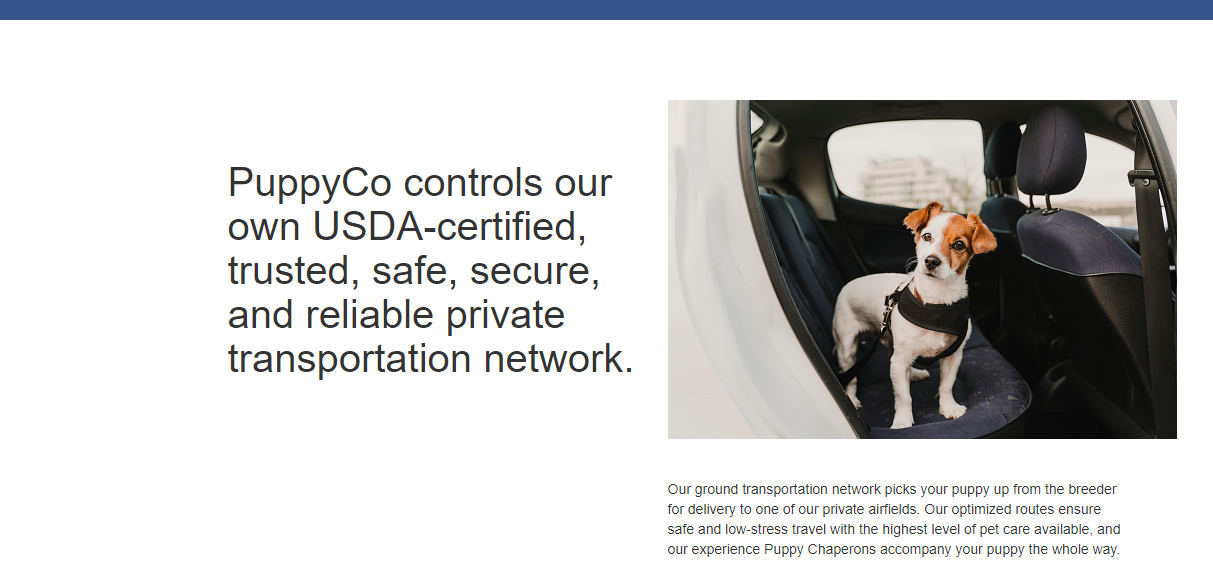 PuppyCo controls our
own USDA-certified,
trusted, safe, secure,
and reliable private
transportation network.
Our ground transportation network picks your puppy up from the breeder
for delivery to one of our private airfields. Our optimized routes ensure
safe and low-stress travel with the highest level of pet care available, and
our experience Puppy Chaperons accompany your puppy the whole way.